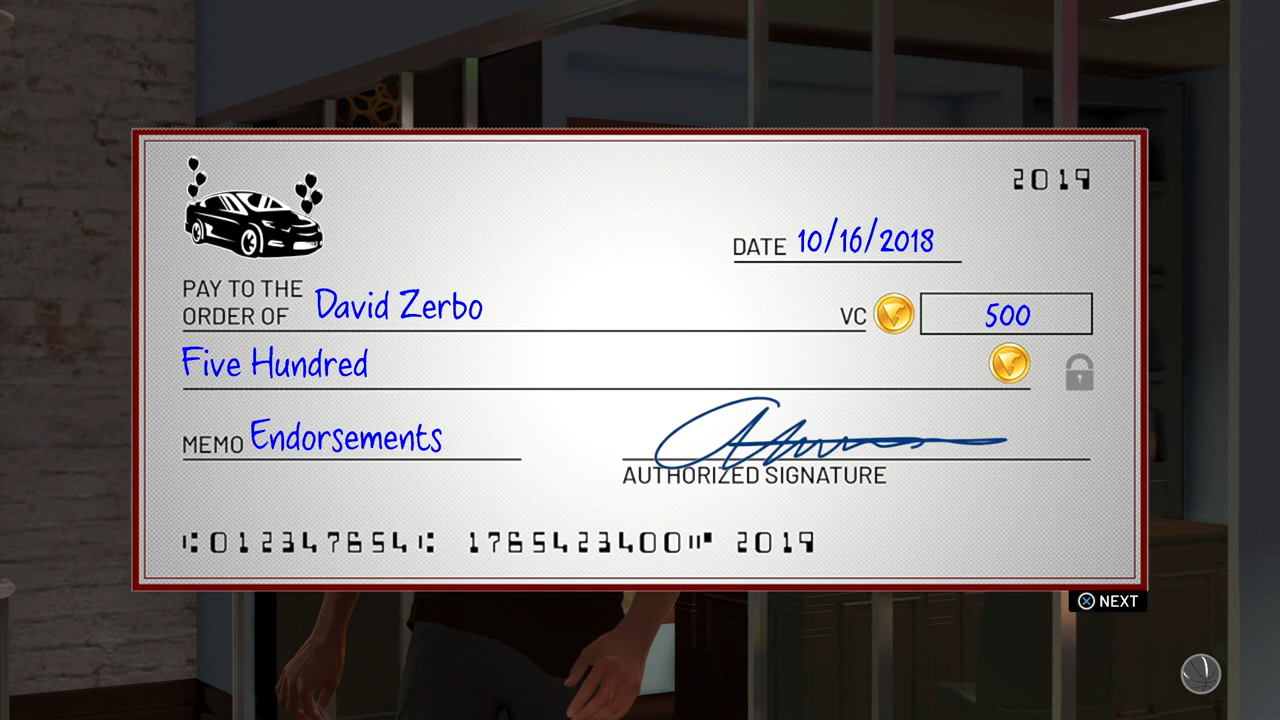 2019
DATE 10/16/2018
PAY TO THE
ORDER OF David Zerbo VC 500
Five Hundred
MEMO Endorsements
AUTHORIZED SIGNATURE
⑆012347654⑆ 1765423400⑈ 2019
NEXT